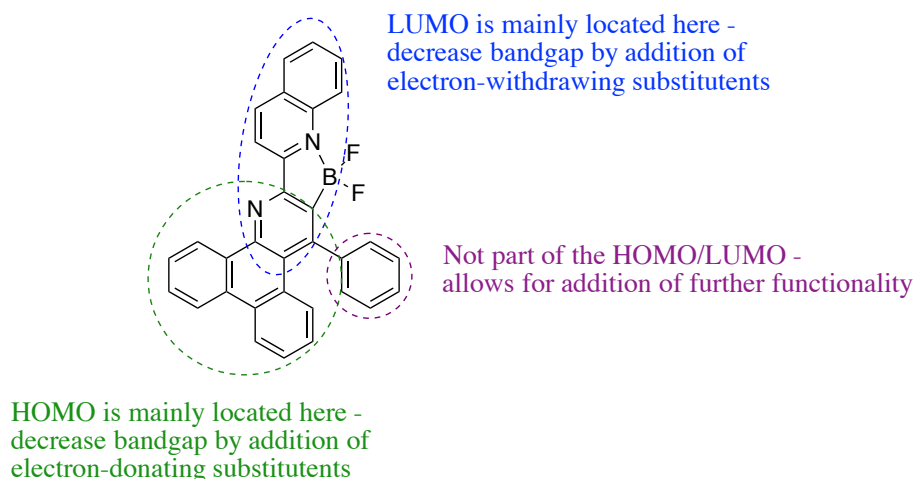 LUMO is mainly located here -
decrease bandgap by addition of
electron-withdrawing substitutents
N
F
B
F
N
Not part of the HOMO/LUMO -
allows for addition of further functionality
HOMO is mainly located here -
decrease bandgap by addition of
electron-donating substitutents